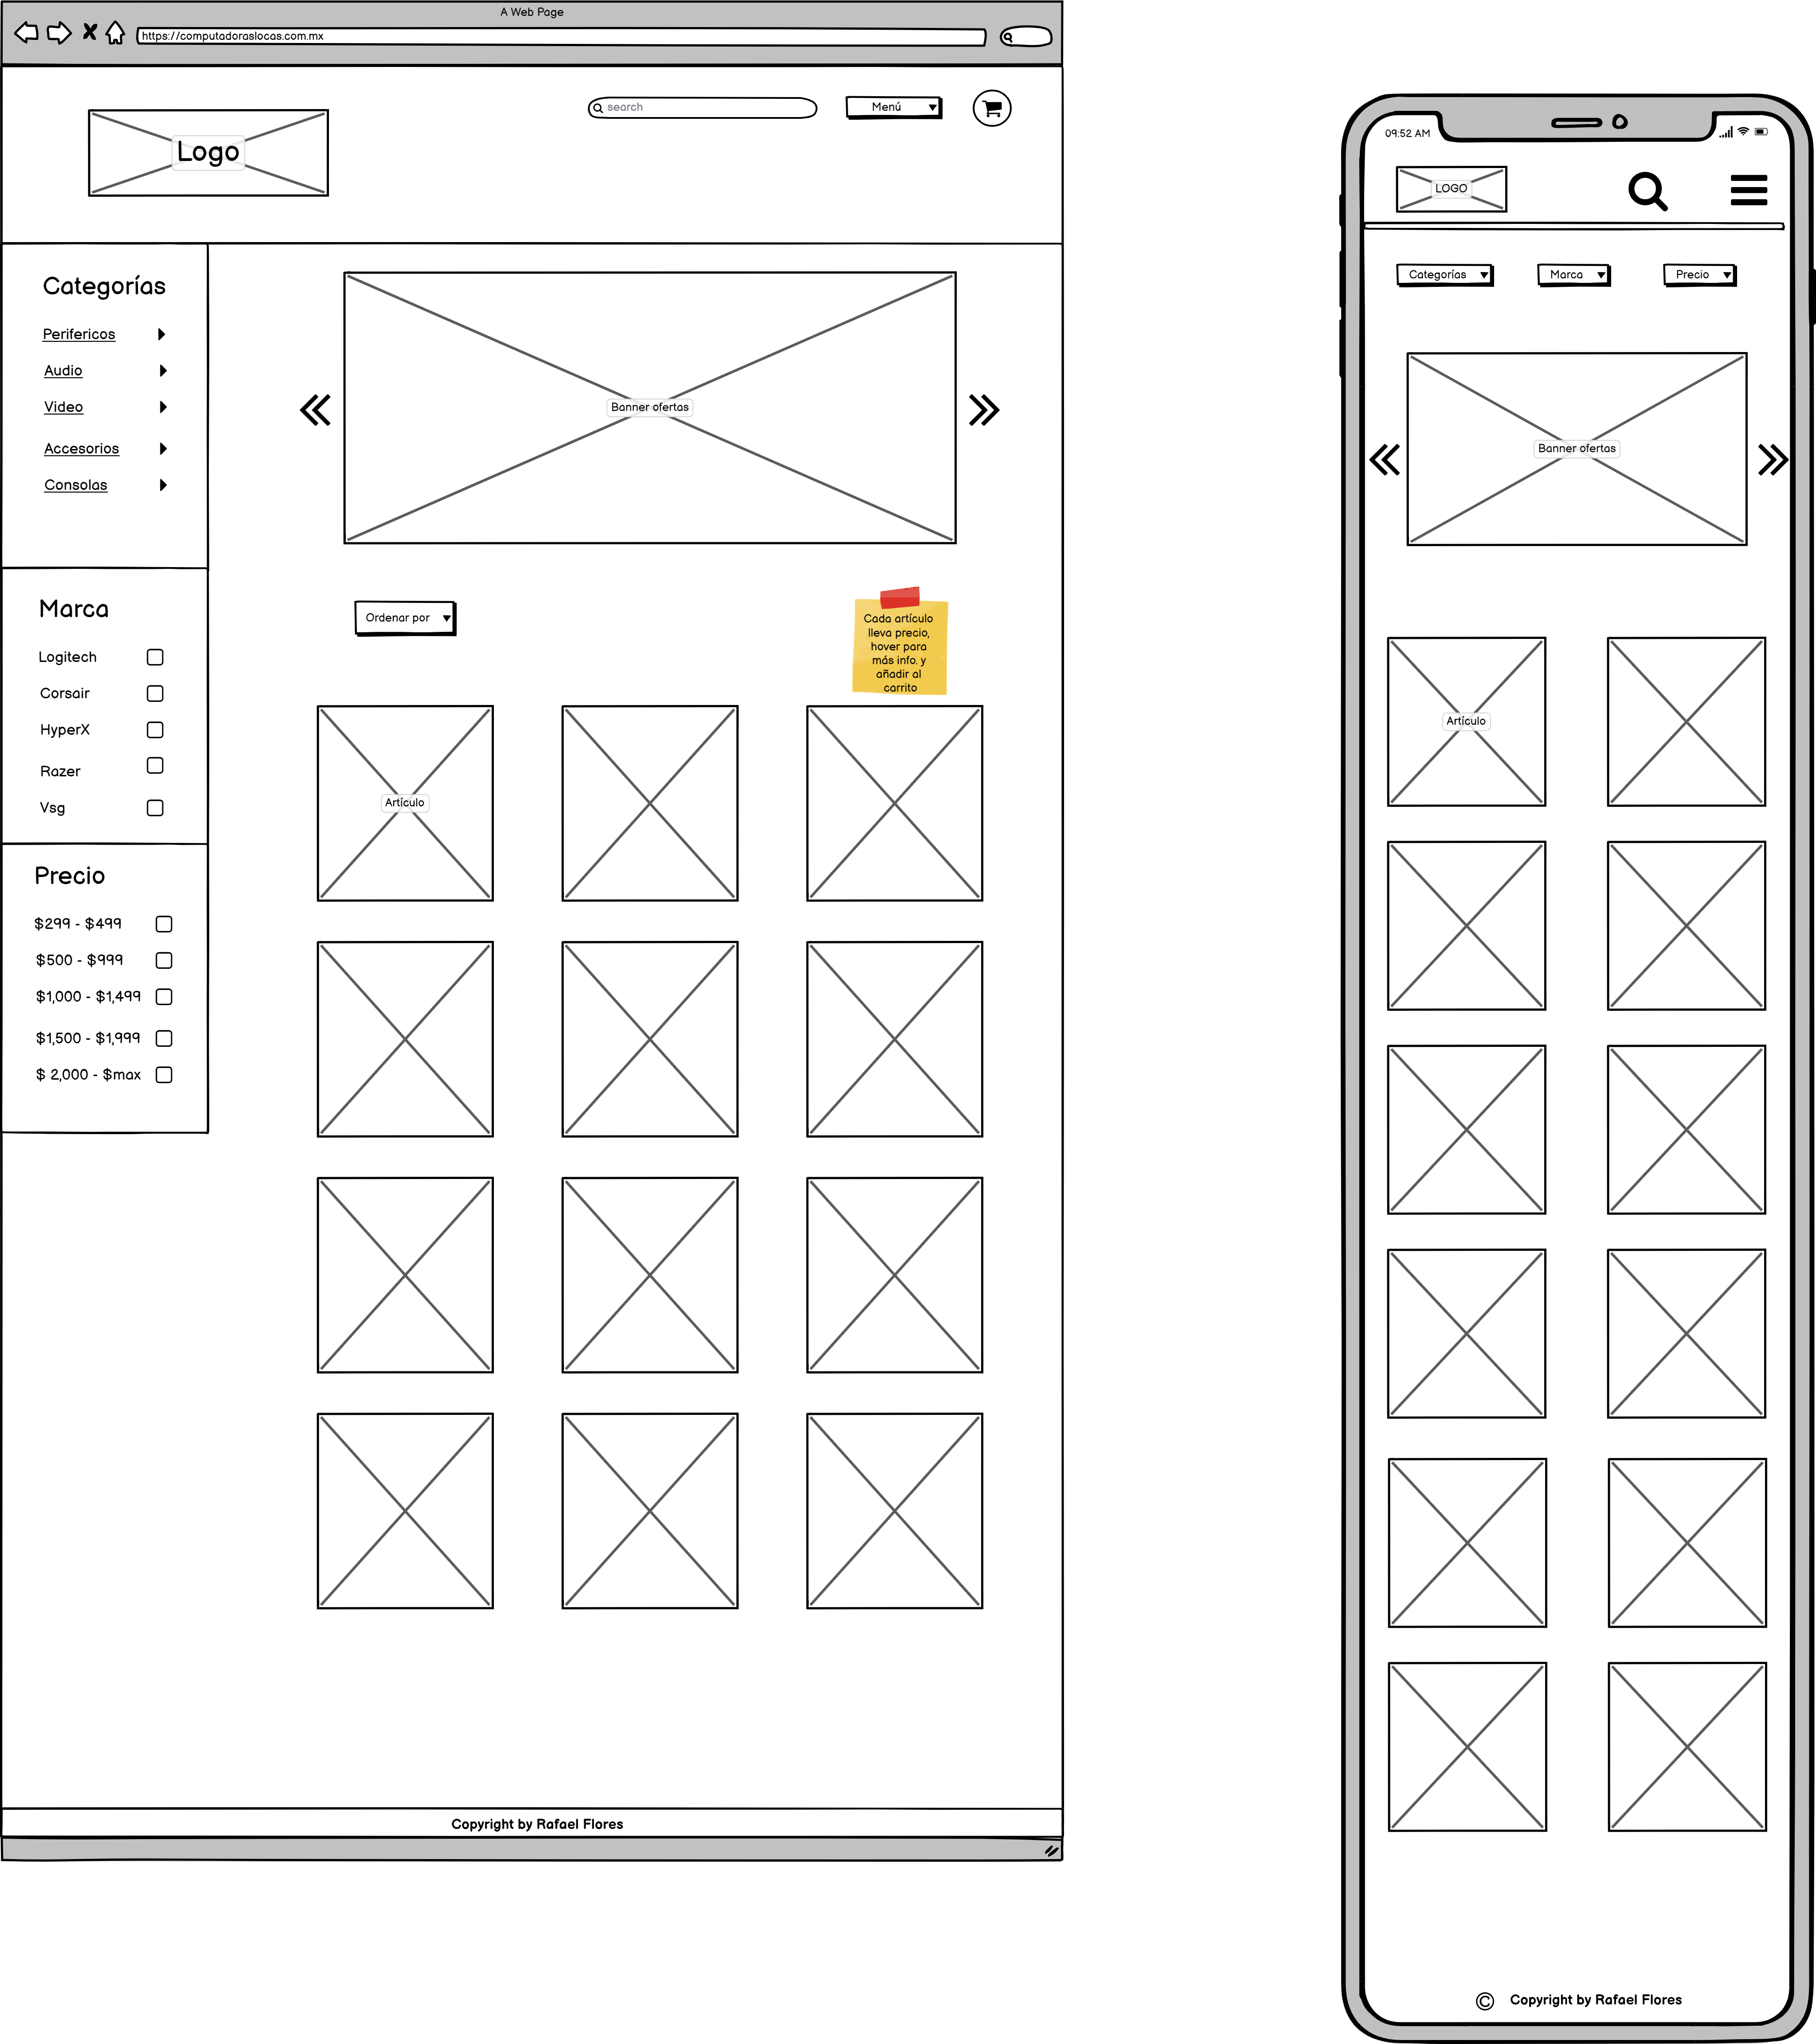 A Web Page
https://computadoraslocas.com.mx
search
Menú
Logo
Categorías
Perifericos
Audio
Video
Accesorios
Consolas
Banner ofertas
Marca
Logitech
Corsair
HyperX
Razer
Vsg
Ordenar por
Cada artículo
lleva precio,
hover para
más info. y
añadir al
carrito
Artículo
Precio
$299 - $499
$500 - $999
$1,000 - $1,499
$1,500 - $1,999
$ 2,000 - $max
Copyright by Rafael Flores
09:52 AM
LOGO
Categorías
Marca
Precio
Banner ofertas
Artículo
© Copyright by Rafael Flores